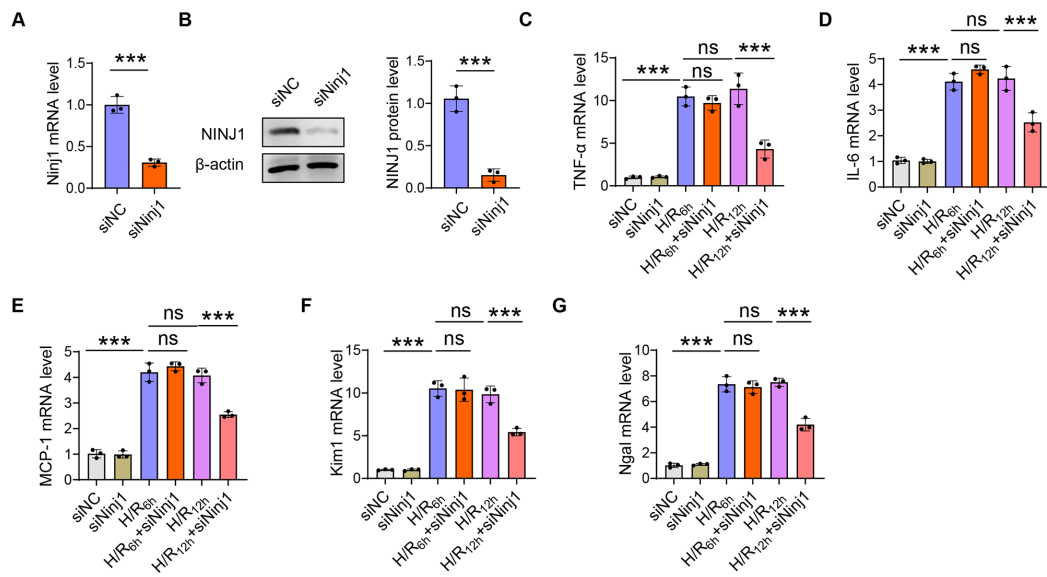 A
Ninj1 mRNA level
1.5
1.0
0.5
0.0
***
siNC
siNinj1
B
siNC
siNinj1
NINJ1
β-actin
NINJ1 protein level
1.5
1.0
0.5
0.0
***
siNC
siNinj1
C
TNF-α mRNA level
15
10
5
0
ns
***
***
ns
siNC
siNinj1
H/R6h
H/R6h+siNinj1
H/R12h
H/R12h+siNinj1
D
IL-6 mRNA level
5
4
3
2
1
0
ns
***
***
ns
siNC
siNinj1
H/R6h
H/R6h+siNinj1
H/R12h
H/R12h+siNinj1
E
MCP-1 mRNA level
5
4
3
2
1
0
ns
***
***
ns
siNC
siNinj1
H/R6h
H/R6h+siNinj1
H/R12h
H/R12h+siNinj1
F
Kim1 mRNA level
15
10
5
0
ns
***
***
ns
siNC
siNinj1
H/R6h
H/R6h+siNinj1
H/R12h
H/R12h+siNinj1
G
Ngal mRNA level
10
8
6
4
2
0
ns
***
***
ns
siNC
siNinj1
H/R6h
H/R6h+siNinj1
H/R12h
H/R12h+siNinj1